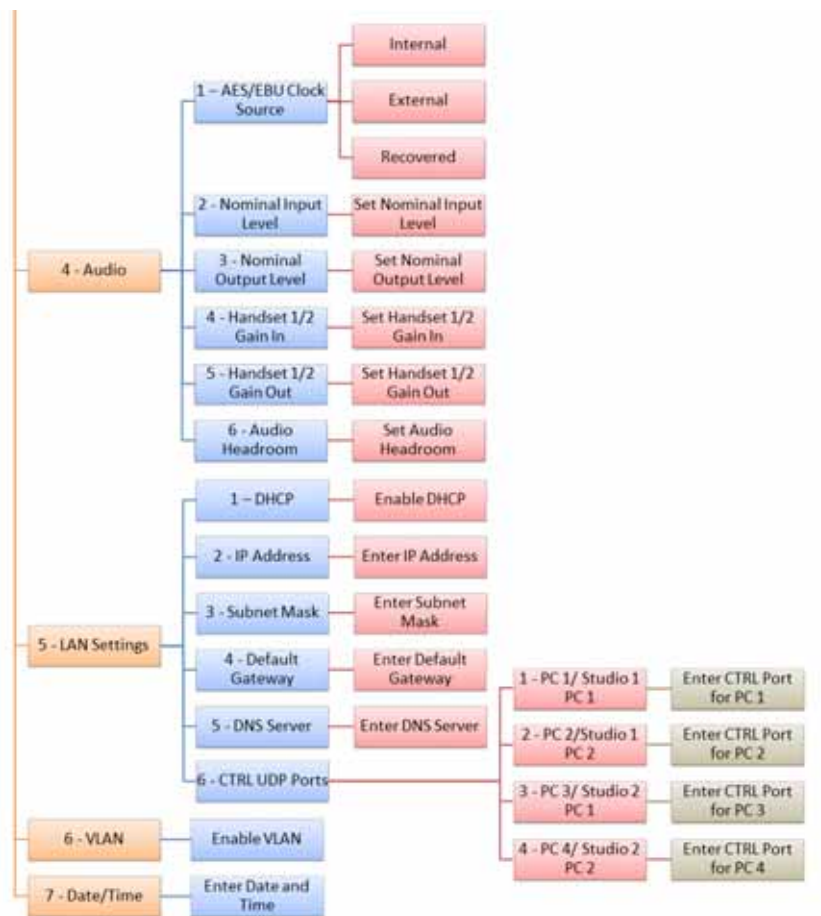 4 - Audio
1 – AES/EBU Clock
Source
Internal
External
Recovered
2 - Nominal Input
Level
Set Nominal Input
Level
3 - Nominal
Output Level
Set Nominal
Output Level
4 - Handset 1/2
Gain In
Set Handset 1/2
Gain In
5 - Handset 1/2
Gain Out
Set Handset 1/2
Gain Out
6 - Audio
Headroom
Set Audio
Headroom
5 - LAN Settings
1 – DHCP
Enable DHCP
2 - IP Address
Enter IP Address
3 - Subnet Mask
Enter Subnet
Mask
4 - Default
Gateway
Enter Default
Gateway
5 - DNS Server
Enter DNS Server
6 - CTRL UDP Ports
1 - PC 1/ Studio 1
PC 1
Enter CTRL Port
for PC 1
2 - PC 2/Studio 1
PC 2
Enter CTRL Port
for PC 2
3 - PC 3/ Studio 2
PC 1
Enter CTRL Port
for PC 3
4 - PC 4/ Studio 2
PC 2
Enter CTRL Port
for PC 4
6 - VLAN
Enable VLAN
7 - Date/Time
Enter Date and
Time